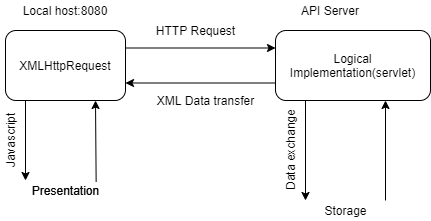 Local host:8080
API Server
HTTP Request
XMLHttpRequest
Logical
Implementation(servlet)
XML Data transfer
Javascript
Data exchange
Presentation
Storage